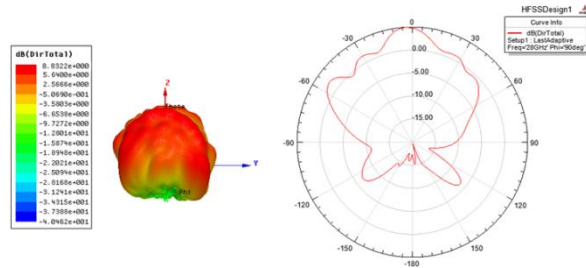 dB(DirTotal)
8.8322e+000
5.6400e+000
2.5666e+000
-5.0690e-001
-3.5803e+000
-6.6538e+000
-9.7272e+000
-1.2801e+001
-1.5874e+001
-1.8948e+001
-2.2021e+001
-2.5094e+001
-2.8168e+001
-3.1241e+001
-3.4315e+001
-3.7388e+001
-4.0462e+001
Z
Theta
Y
Phi
HFSSDesign1
Curve Info
dB(DirTotal)
Setup1 : LastAdaptive
Freq='28GHz' Phi='90deg'
0
-30
30
-60
60
-90
90
-120
120
-150
150
-180
0.00
-5.00
-10.00
-15.00